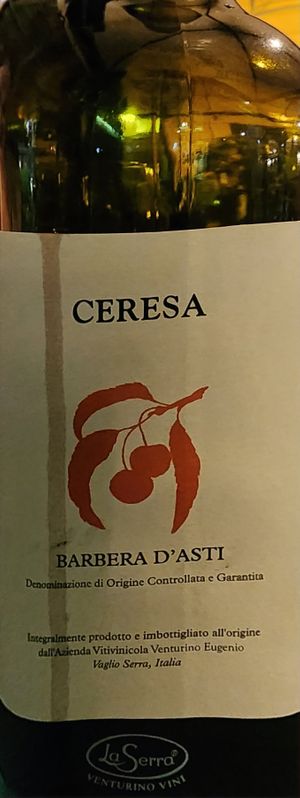 CERESA
BARBERA D'ASTI
Denominazione di Origine Controllata e Garantita
Integralmente prodotto e imbottigliato all'origine
dall'Azienda Vitivinicola Venturino Eugenio
Vaglio Serra, Italia
La Serra®
VENTURINO VINI